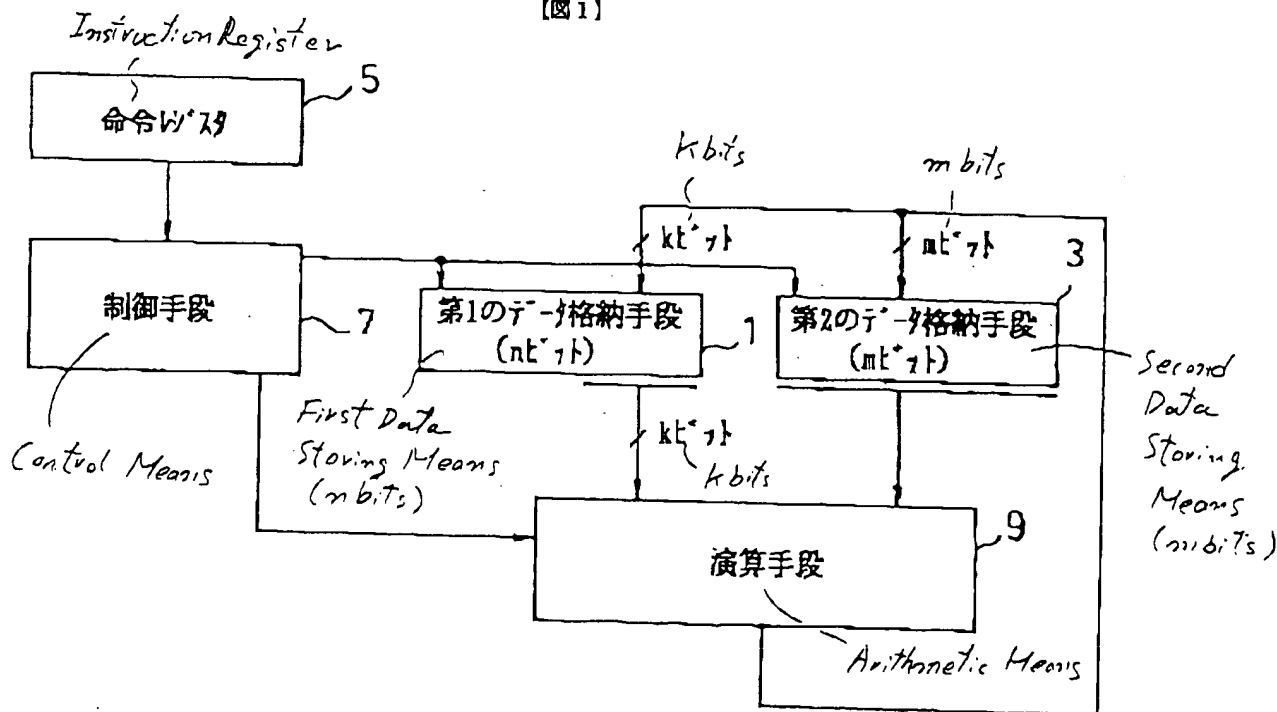 【図1】
Instruction Register
5
命令レジスタ
k bits
m bits
kビット
mビット
3
制御手段
7
第1のデータ格納手段
(nビット)
1
第2のデータ格納手段
(mビット)
Second
Data
Storing
Means
(m bits)
Control Means
First Data
Storing Means
(n bits)
kビット
k bits
9
演算手段
Arithmetic Means